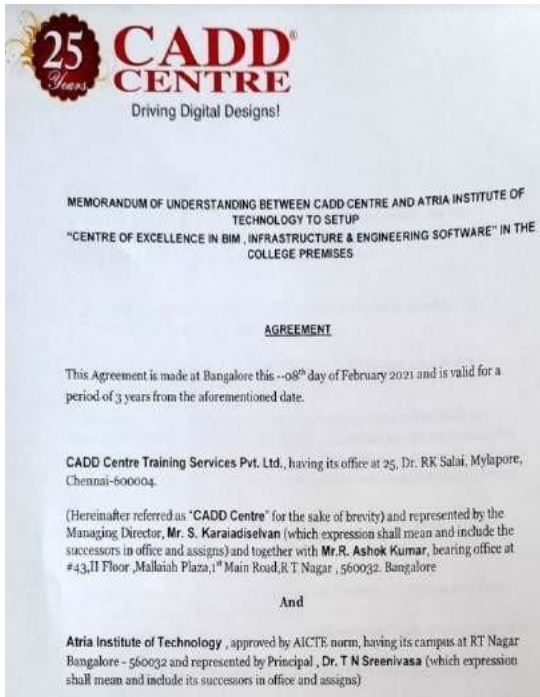 25
Years
CADD®
CENTRE
Driving Digital Designs!
MEMORANDUM OF UNDERSTANDING BETWEEN CADD CENTRE AND ATRIA INSTITUTE OF
TECHNOLOGY TO SETUP
"CENTRE OF EXCELLENCE IN BIM , INFRASTRUCTURE & ENGINEERING SOFTWARE" IN THE
COLLEGE PREMISES
AGREEMENT
This Agreement is made at Bangalore this --08th day of February 2021 and is valid for a
period of 3 years from the aforementioned date.
CADD Centre Training Services Pvt. Ltd., having its office at 25, Dr. RK Salai, Mylapore,
Chennai-600004.
(Hereinafter referred as "CADD Centre" for the sake of brevity) and represented by the
Managing Director, Mr. S. Karaiadiselvan (which expression shall mean and include the
successors in office and assigns) and together with Mr.R. Ashok Kumar, bearing office at
#43,II Floor ,Mallaiah Plaza,1st Main Road,R T Nagar , 560032. Bangalore
And
Atria Institute of Technology , approved by AICTE norm, having its campus at RT Nagar
Bangalore - 560032 and represented by Principal , Dr. T N Sreenivasa (which expression
shall mean and include its successors in office and assigns)